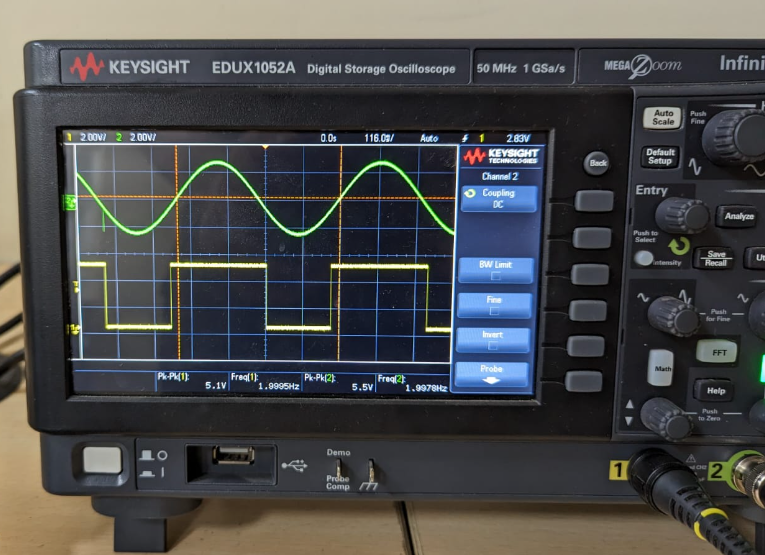 KEYSIGHT EDUX1052A Digital Storage Oscilloscope 50 MHz 1 GSa/s MEGA Zoom Infini
1 2.00V/ 2 2.00V/ 0.0s 116.0%/ Auto 1 2.83V
KEYSIGHT
TECHNOLOGIES
Channel 2
Coupling
DC
BW Limit
Fine
Invert
Probe
Pk-Pk(1): Freq(1): Pk-Pk(2): Freq(2):
5.1V 1.9995Hz 5.5V 1.9978Hz
Back
Auto
Scale
Push
Fine
H
Default
Setup
Entry
Push to
Select
Intensity
Analyze
Save
Recall
Ut
Push
for Fine
FFT
Math
Help
Push
to Zero
Demo
Probe
Comp
1
2